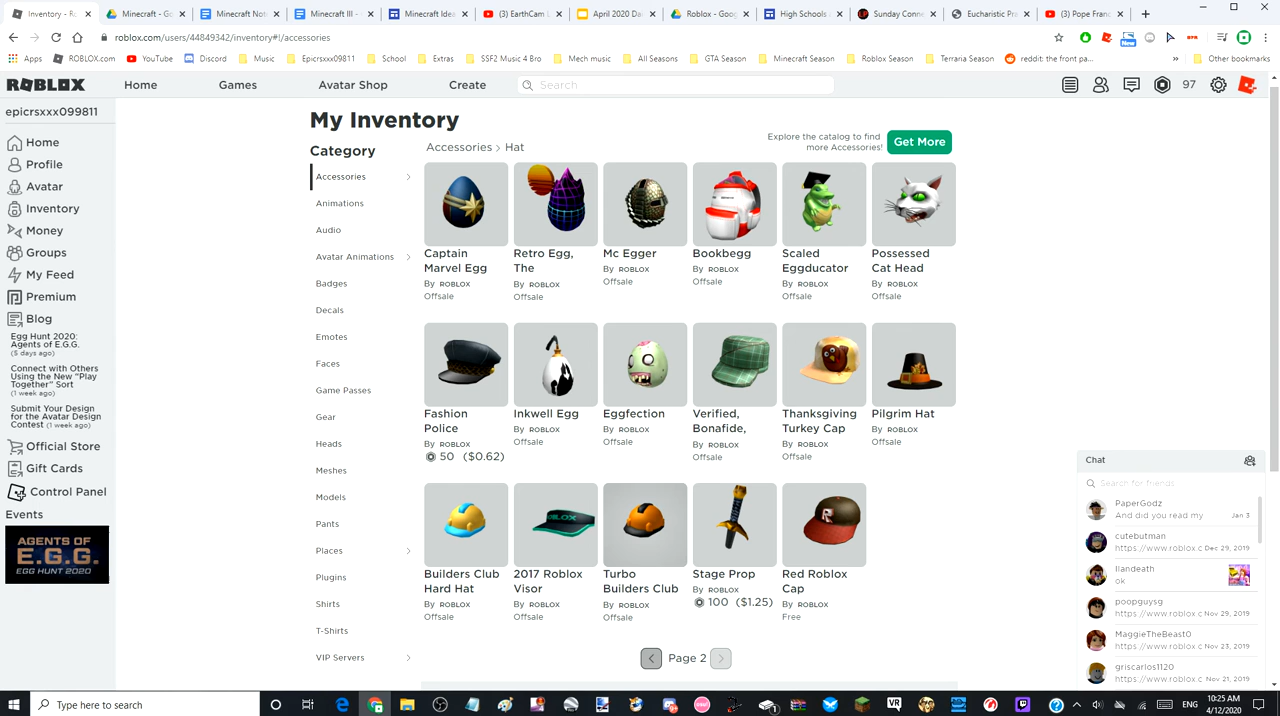 Inventory - Ro
Minecraft - Go
Minecraft Not
Minecraft III -
Minecraft Idea
(3) EarthCam L
April 2020 Dai
Roblox - Goog
High Schools
Sunday Conne
Eucharistic Pra
(3) Pope Franc
roblox.com/users/44849342/inventory#!/accessories
New
Apps
ROBLOX.com
YouTube
Discord
Music
Epicrsxxx09811
School
Extras
SSF2 Music 4 Bro
Mech music
All Seasons
GTA Season
Minecraft Season
Roblox Season
Terraria Season
reddit: the front pa...
»
Other bookmarks
ROBLOX
Home
Games
Avatar Shop
Create
Search
97
epicrsxxx099811
Home
Profile
Avatar
Inventory
Money
Groups
My Feed
Premium
Blog
Egg Hunt 2020:
Agents of E.G.G.
(5 days ago)
Connect with Others
Using the New "Play
Together" Sort
(1 week ago)
Submit Your Design
for the Avatar Design
Contest (1 week ago)
Official Store
Gift Cards
Control Panel
Events
AGENTS OF
E.G.G.
EGG HUNT 2020
My Inventory
Category
Accessories
Animations
Audio
Avatar Animations
Badges
Decals
Emotes
Faces
Game Passes
Gear
Heads
Meshes
Models
Pants
Places
Plugins
Shirts
T-Shirts
VIP Servers
Accessories > Hat
Explore the catalog to find
more Accessories!
Get More
Captain
Marvel Egg
By ROBLOX
Offsale
Retro Egg,
The
By ROBLOX
Offsale
Mc Egger
By ROBLOX
Offsale
Bookbegg
By ROBLOX
Offsale
Scaled
Eggducator
By ROBLOX
Offsale
Possessed
Cat Head
By ROBLOX
Offsale
Fashion
Police
By ROBLOX
50 ($0.62)
Inkwell Egg
By ROBLOX
Offsale
Eggfection
By ROBLOX
Offsale
Verified,
Bonafide,
By ROBLOX
Offsale
Thanksgiving
Turkey Cap
By ROBLOX
Offsale
Pilgrim Hat
By ROBLOX
Offsale
Builders Club
Hard Hat
By ROBLOX
Offsale
2017 Roblox
Visor
By ROBLOX
Offsale
Turbo
Builders Club
By ROBLOX
Offsale
Stage Prop
By ROBLOX
100 ($1.25)
Red Roblox
Cap
By ROBLOX
Free
Page 2
Chat
Search for friends
PaperGodz
And did you read my Jan 3
cutebutman
https://www.roblox.c Dec 29, 2019
llandeath
ok
poopguysg
https://www.roblox.c Nov 29, 2019
MaggieTheBeast0
https://www.roblox.c Nov 23, 2019
griscarlos1120
https://www.roblox.c Nov 21, 2019
Type here to search
ENG
10:25 AM
4/12/2020